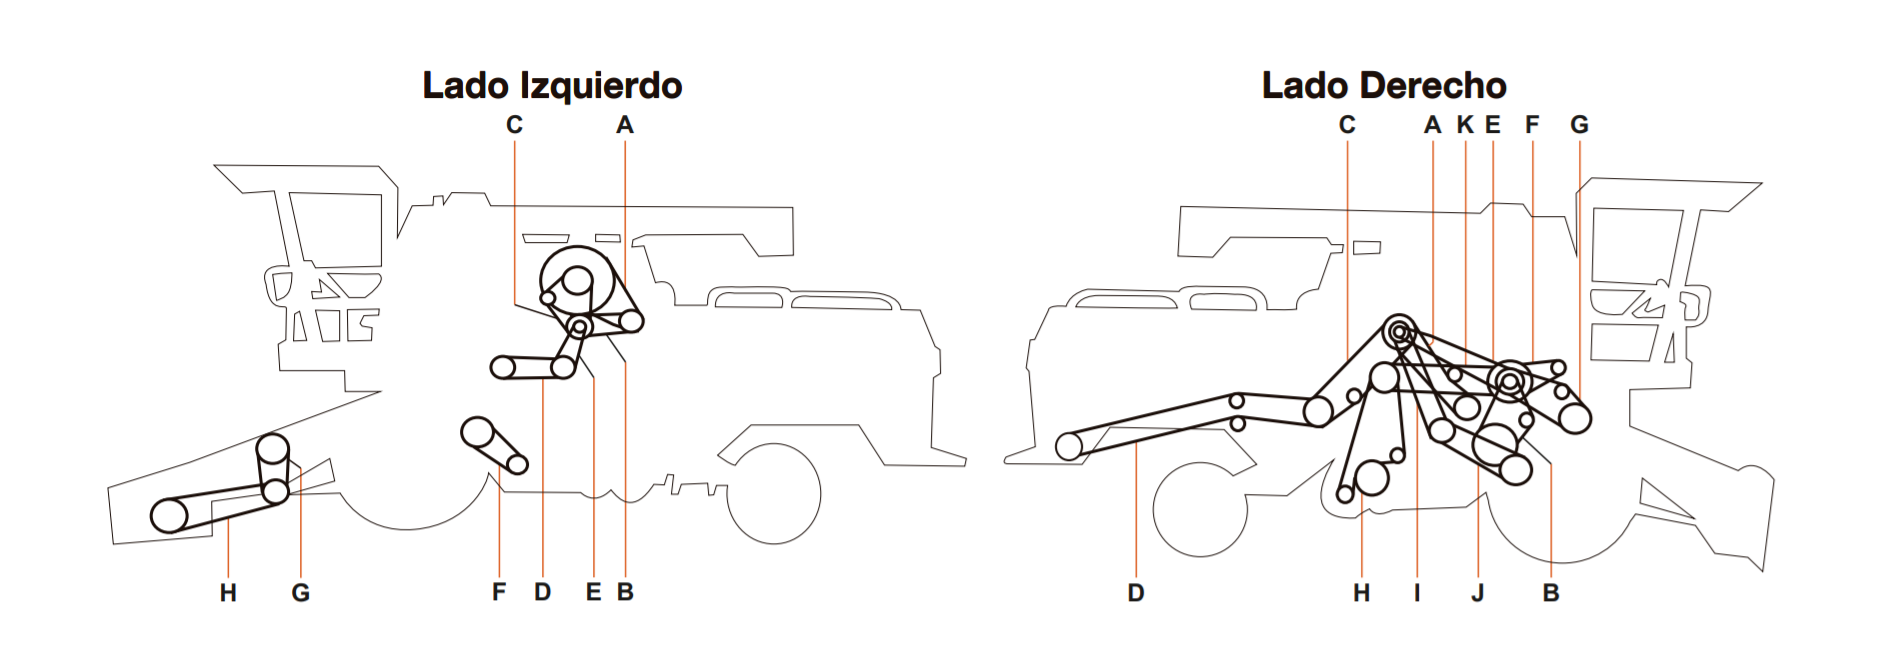 Lado Izquierdo
C A
H G F D E B
Lado Derecho
C A K E F G
D H I J B